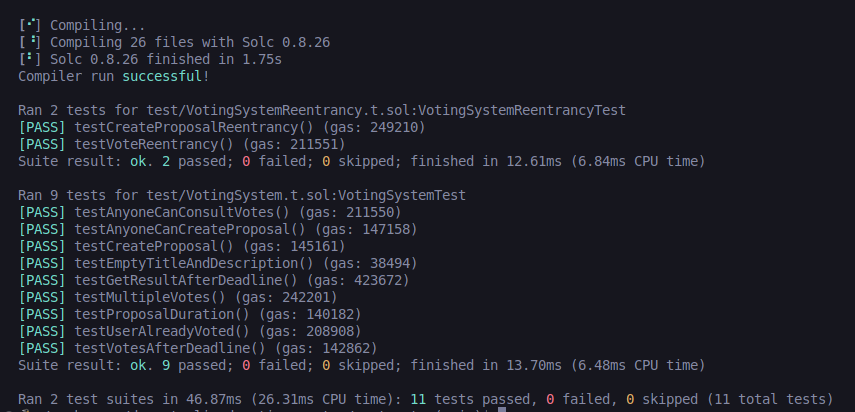 [⠊] Compiling...
[⠘] Compiling 26 files with Solc 0.8.26
[⠃] Solc 0.8.26 finished in 1.75s
Compiler run successful!
Ran 2 tests for test/VotingSystemReentrancy.t.sol:VotingSystemReentrancyTest
[PASS] testCreateProposalReentrancy() (gas: 249210)
[PASS] testVoteReentrancy() (gas: 211551)
Suite result: ok. 2 passed; 0 failed; 0 skipped; finished in 12.61ms (6.84ms CPU time)
Ran 9 tests for test/VotingSystem.t.sol:VotingSystemTest
[PASS] testAnyoneCanConsultVotes() (gas: 211550)
[PASS] testAnyoneCanCreateProposal() (gas: 147158)
[PASS] testCreateProposal() (gas: 145161)
[PASS] testEmptyTitleAndDescription() (gas: 38494)
[PASS] testGetResultAfterDeadline() (gas: 423672)
[PASS] testMultipleVotes() (gas: 242201)
[PASS] testProposalDuration() (gas: 140182)
[PASS] testUserAlreadyVoted() (gas: 208908)
[PASS] testVotesAfterDeadline() (gas: 142862)
Suite result: ok. 9 passed; 0 failed; 0 skipped; finished in 13.70ms (6.48ms CPU time)
Ran 2 test suites in 46.87ms (26.31ms CPU time): 11 tests passed, 0 failed, 0 skipped (11 total tests)